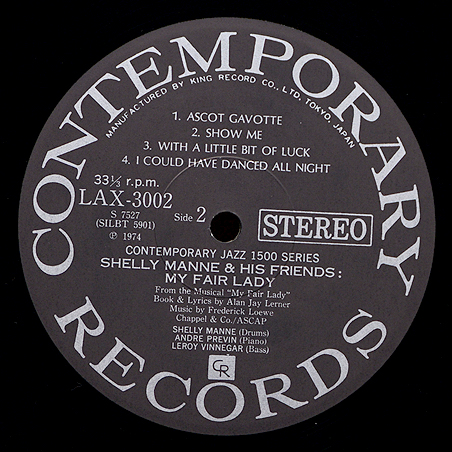 CONTEMPORARY
MANUFACTURED BY KING RECORD CO., LTD. TOKYO, JAPAN
1. ASCOT GAVOTTE
2. SHOW ME
3. WITH A LITTLE BIT OF LUCK
4. I COULD HAVE DANCED ALL NIGHT
33⅓ r.p.m.
LAX-3002
S 7527
(SILBT 5901)
Side 2
STEREO
Ⓟ 1974
CONTEMPORARY JAZZ 1500 SERIES
SHELLY MANNE & HIS FRIENDS:
MY FAIR LADY
From the Musical "My Fair Lady"
Book & Lyrics by Alan Jay Lerner
Music by Frederick Loewe
Chappel & Co./ASCAP
SHELLY MANNE (Drums)
ANDRE PREVIN (Piano)
LEROY VINNEGAR (Bass)
CR
RECORDS